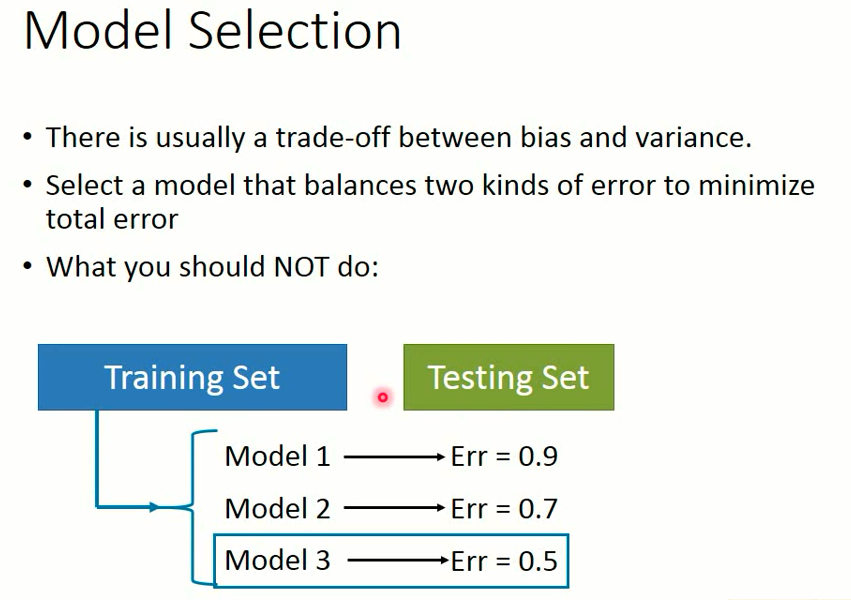 Model Selection
• There is usually a trade-off between bias and variance.
• Select a model that balances two kinds of error to minimize
total error
• What you should NOT do:
Training Set
Testing Set
Model 1 Err = 0.9
Model 2 Err = 0.7
Model 3 Err = 0.5